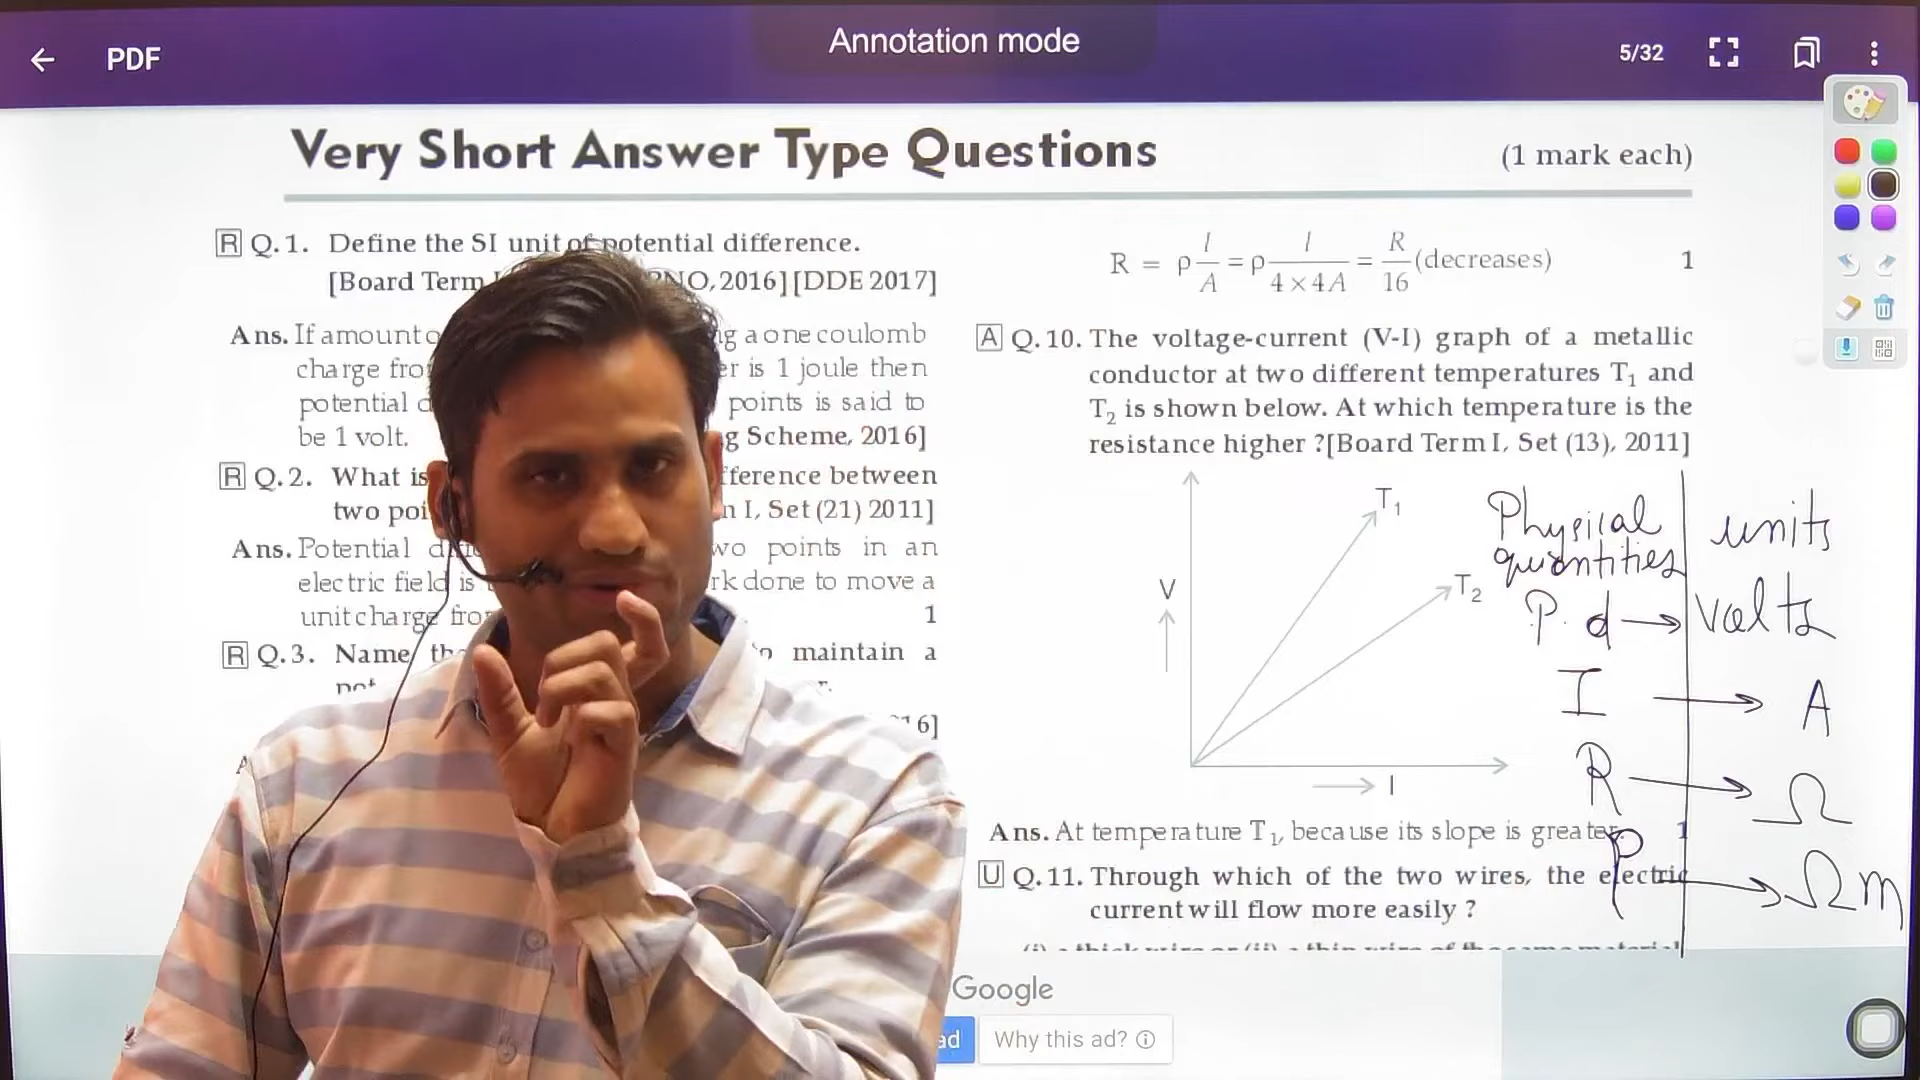 Annotation mode
PDF
5/32
Very Short Answer Type Questions
(1 mark each)
R Q. 1. Define the SI unit of potential difference.
[Board Term NO, 2016] [DDE 2017]
Ans. If amount a one coulomb
charge is 1 joule then
potential points is said to
be 1 volt. Scheme, 2016]
R Q. 2. What is between
two I, Set (21) 2011]
Ans. Potential two points in an
electric field is done to move a
unit charge 1
R Q. 3. Name maintain a
R = ρ l/A = ρ l/4×4A = R/16 (decreases) 1
A Q. 10. The voltage-current (V-I) graph of a metallic
conductor at two different temperatures T1 and
T2 is shown below. At which temperature is the
resistance higher ?[Board Term I, Set (13), 2011]
T1
T2
V
I
Ans. At temperature T1, because its slope is greater. 1
U Q. 11. Through which of the two wires, the electric
current will flow more easily ?
Physical units
quantities
P. d → volts
I → A
R → Ω
ρ → Ω m
Google
Why this ad?